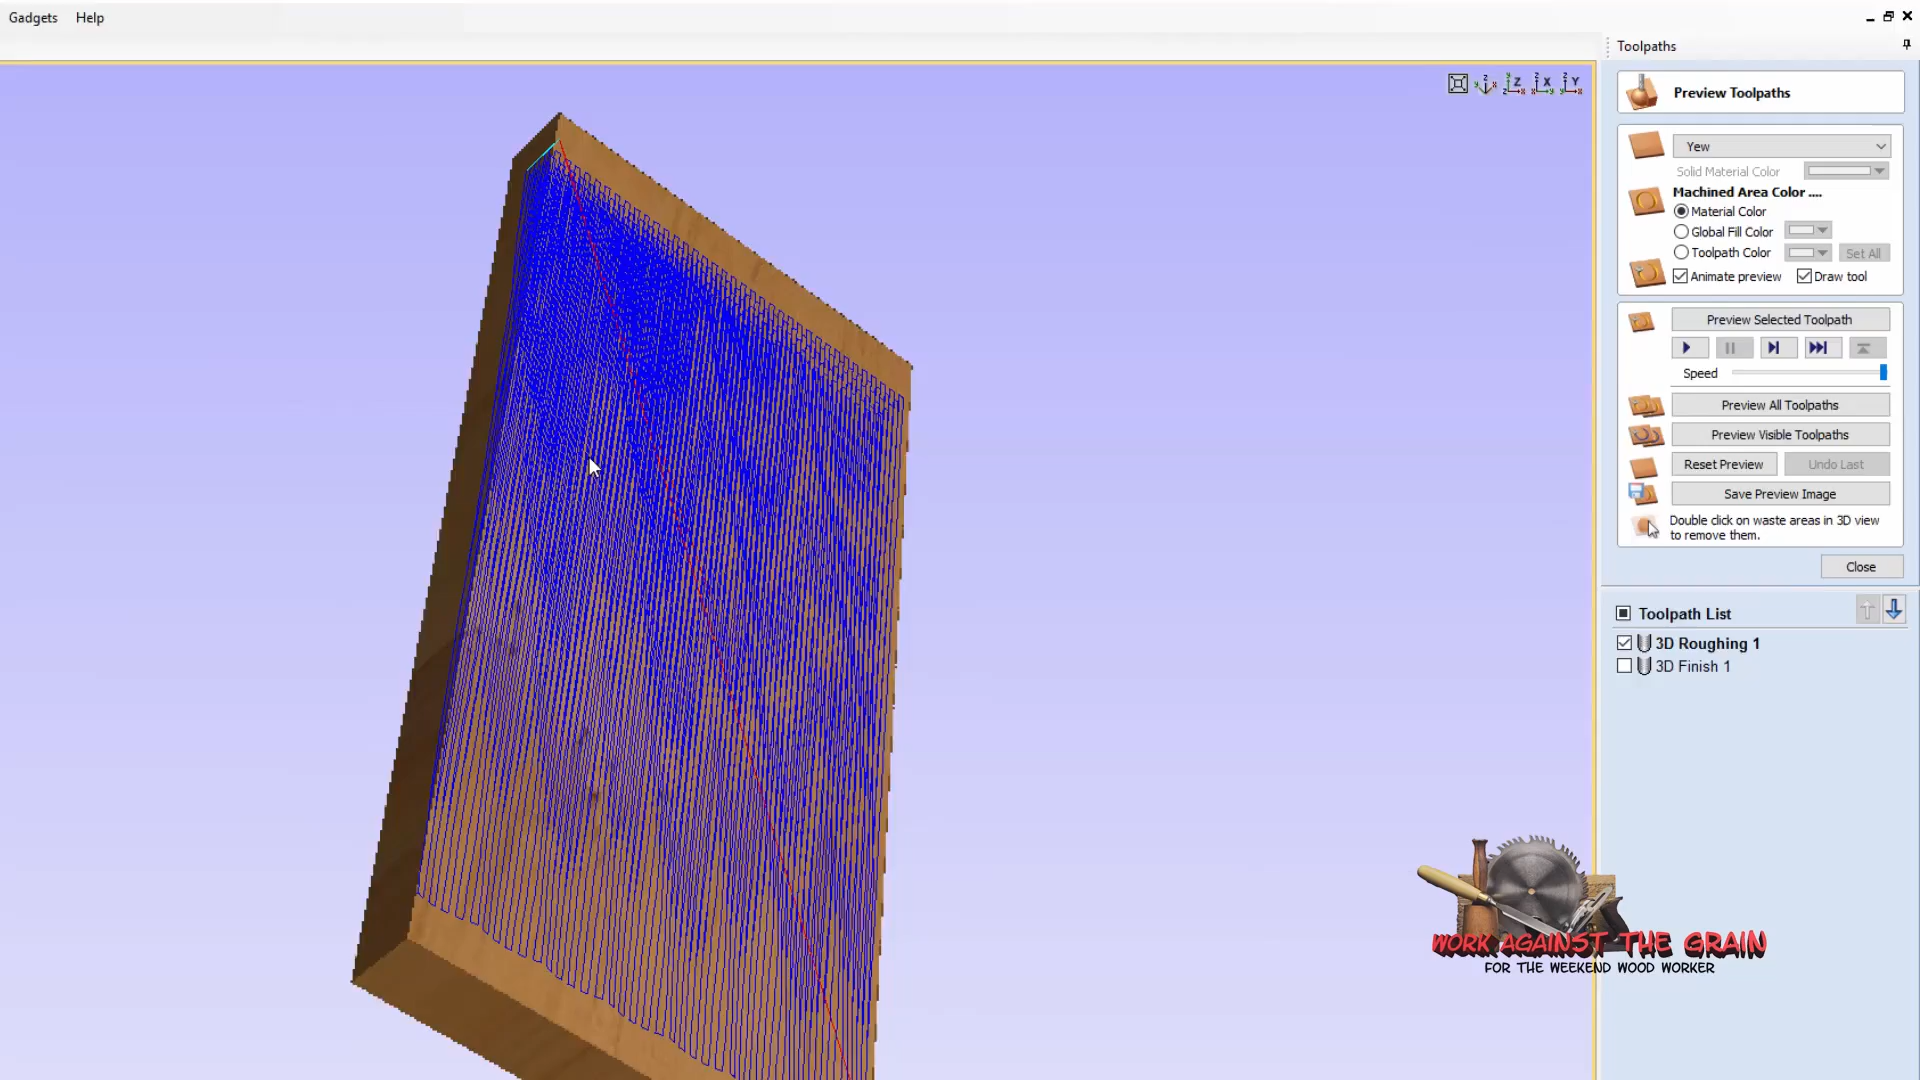 Gadgets Help
Toolpaths
Preview Toolpaths
Yew
Solid Material Color
Machined Area Color ....
Material Color
Global Fill Color
Toolpath Color
Set All
Animate preview
Draw tool
Preview Selected Toolpath
Speed
Preview All Toolpaths
Preview Visible Toolpaths
Reset Preview
Undo Last
Save Preview Image
Double click on waste areas in 3D view
to remove them.
Close
Toolpath List
3D Roughing 1
3D Finish 1
WORK AGAINST THE GRAIN
FOR THE WEEKEND WOOD WORKER